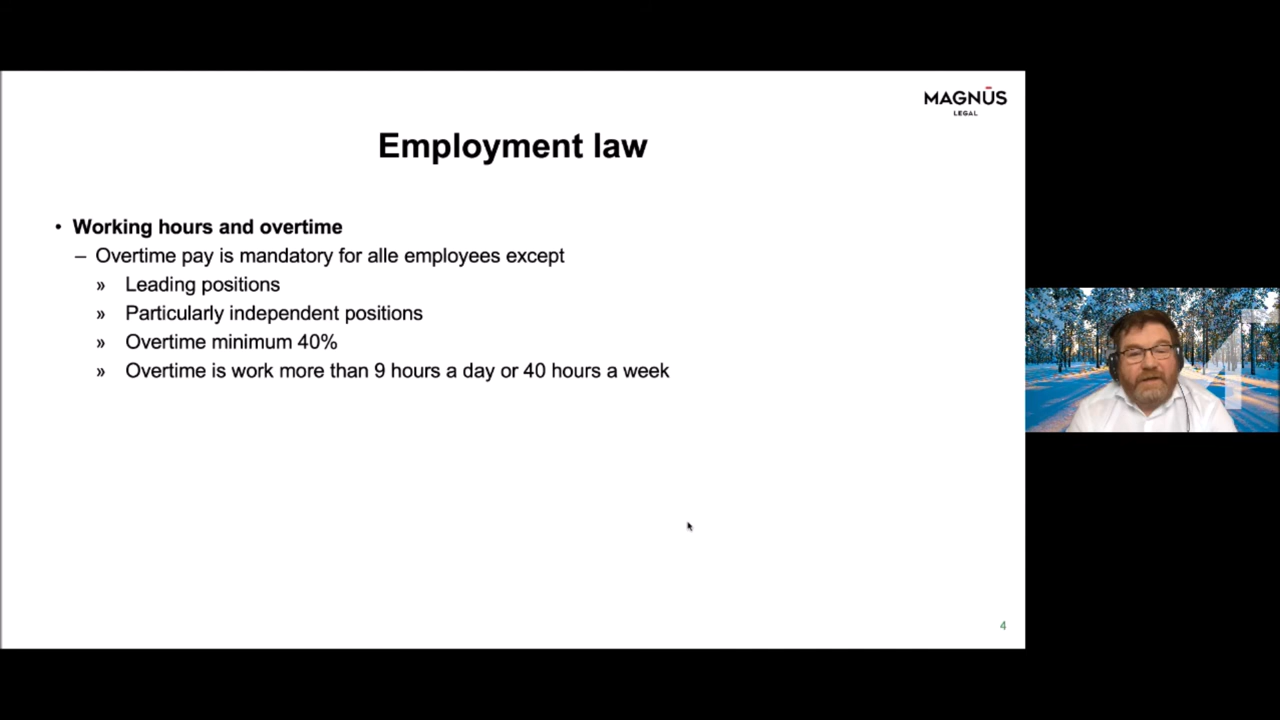 MAGNŪS
LEGAL
Employment law
• Working hours and overtime
– Overtime pay is mandatory for alle employees except
» Leading positions
» Particularly independent positions
» Overtime minimum 40%
» Overtime is work more than 9 hours a day or 40 hours a week
4